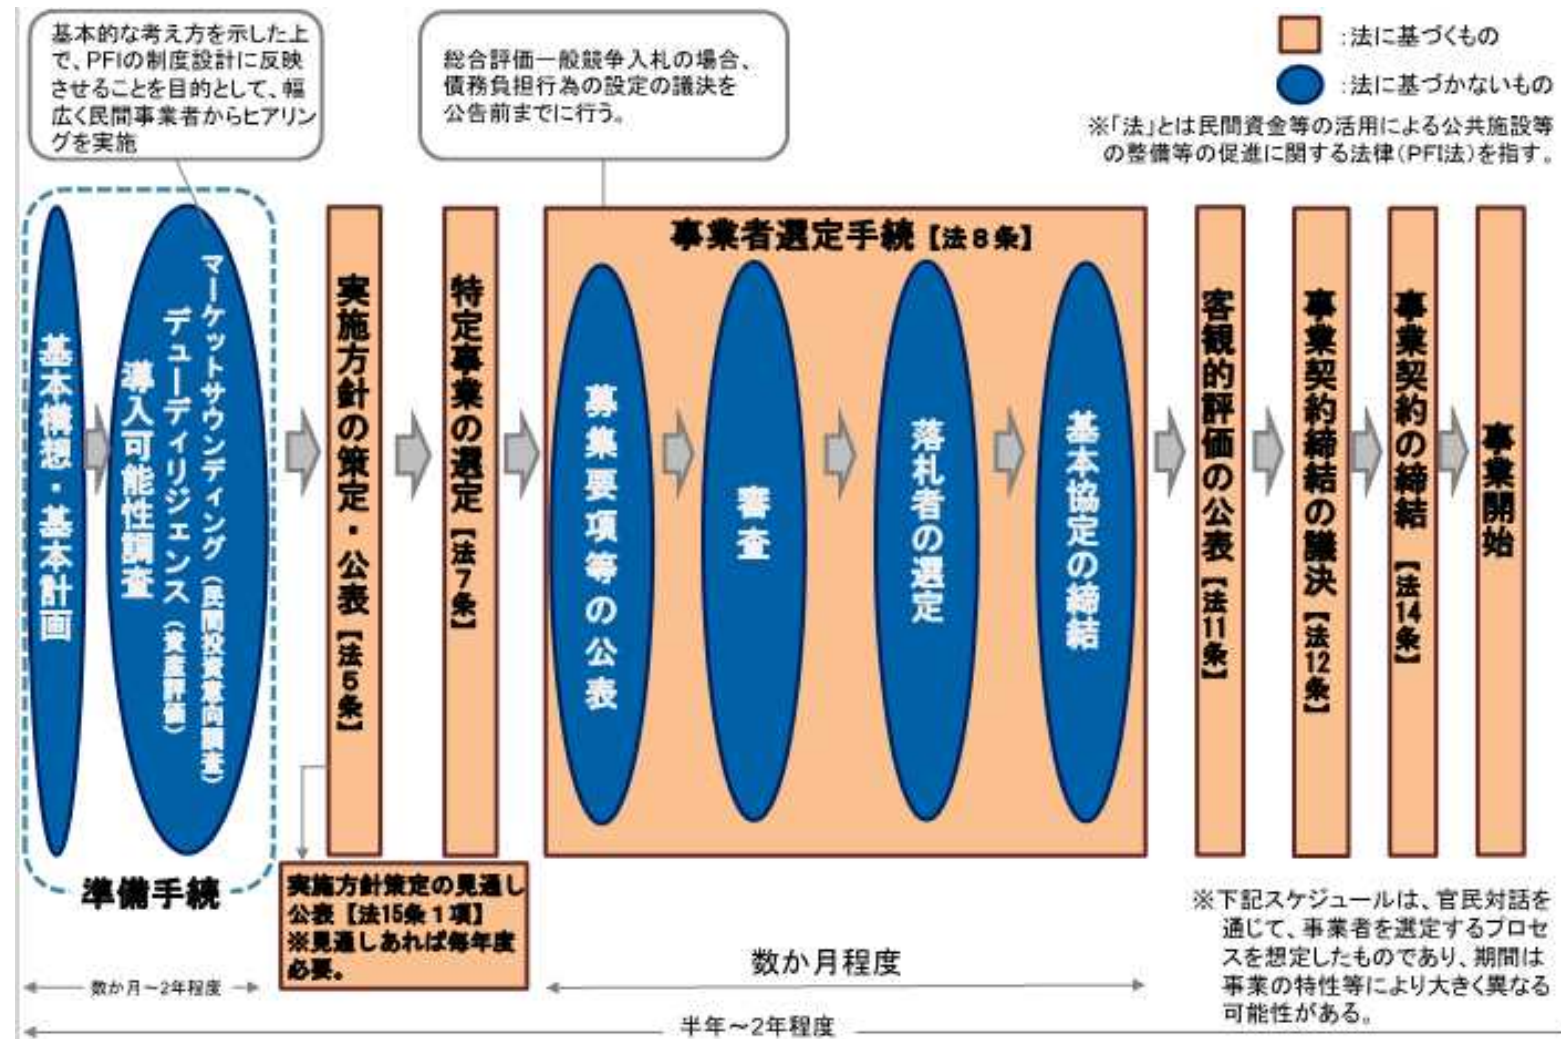 基本的な考え方を示した上
で、PFIの制度設計に反映
させることを目的として、幅
広く民間事業者からヒアリン
グを実施
総合評価一般競争入札の場合、
債務負担行為の設定の議決を
公告前までに行う。
:法に基づくもの
:法に基づかないもの
※「法」とは民間資金等の活用による公共施設等
の整備等の促進に関する法律(PFI法)を指す。
基本構想・基本計画
マーケットサウンディング(民間投資意向調査)
デューディリジェンス(資産評価)
導入可能性調査
準備手続
実施方針の策定・公表【法5条】
特定事業の選定【法7条】
事業者選定手続【法8条】
募集要項等の公表
審査
落札者の選定
基本協定の締結
客観的評価の公表【法11条】
事業契約締結の議決【法12条】
事業契約の締結【法14条】
事業開始
実施方針策定の見通し
公表【法15条1項】
※見通しあれば毎年度
必要。
※下記スケジュールは、官民対話を
通じて、事業者を選定するプロセ
スを想定したものであり、期間は
事業の特性等により大きく異なる
可能性がある。
数か月~2年程度
数か月程度
半年~2年程度